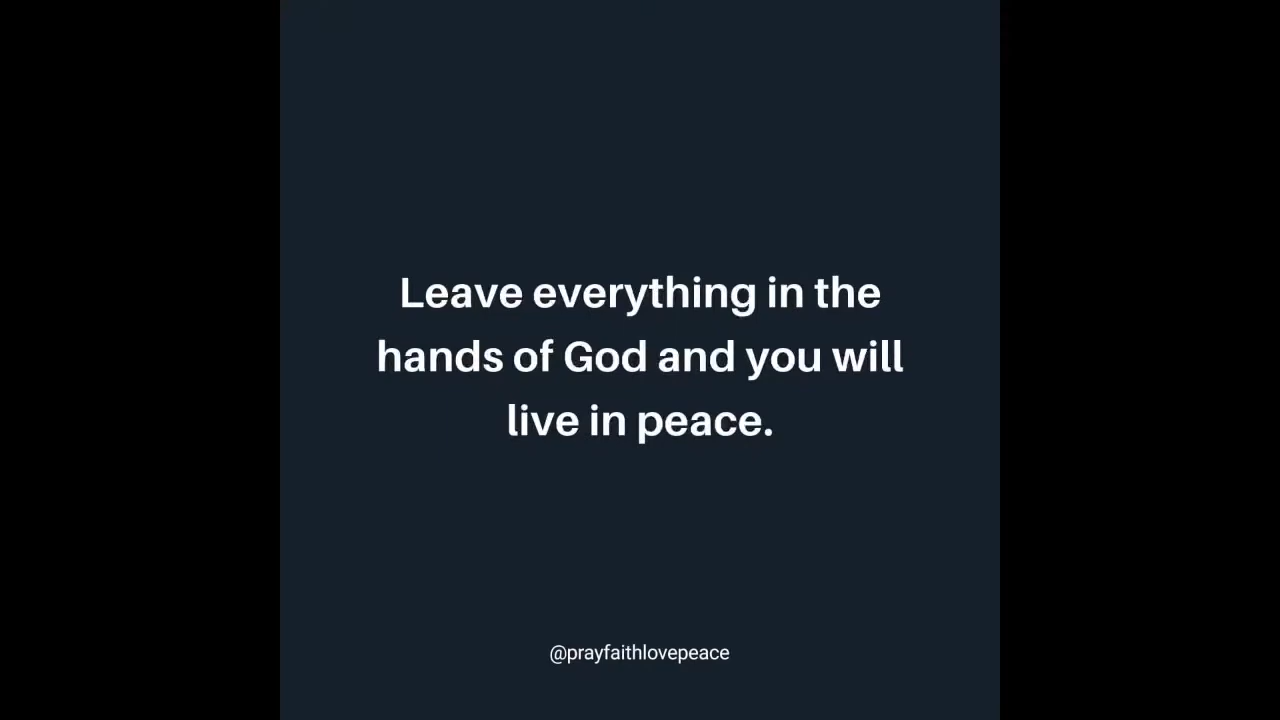 Leave everything in the
hands of God and you will
live in peace.
@prayfaithlovepeace